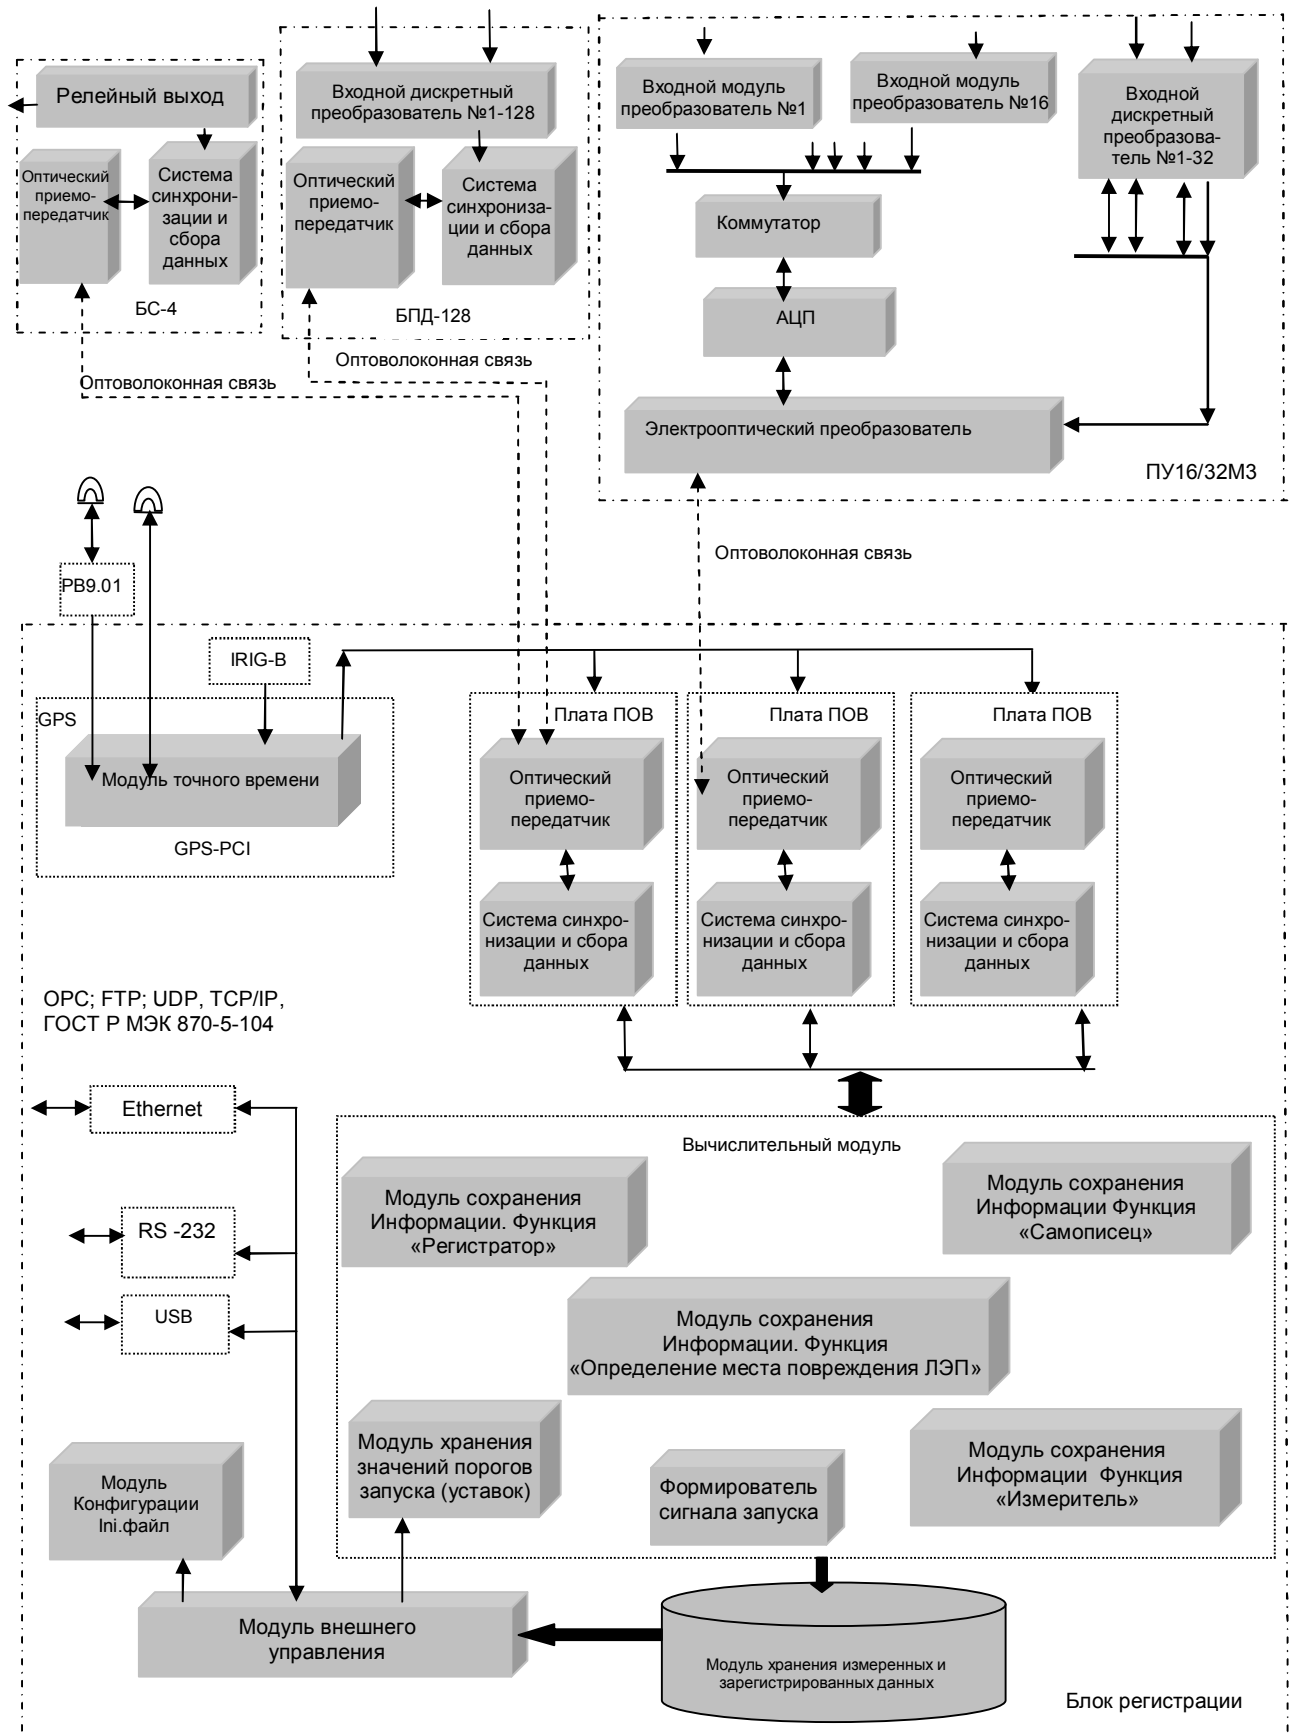 Релейный выход
Оптический
приемо-
передатчик
Система
синхрони-
зации и
сбора
данных
БС-4
Входной дискретный
преобразователь №1-128
Оптический
приемо-
передатчик
Система
синхрониза-
ции и сбора
данных
БПД-128
Входной модуль
преобразователь №1
Входной модуль
преобразователь №16
Входной
дискретный
преобразова-
тель №1-32
Коммутатор
АЦП
Электрооптический преобразователь
ПУ16/32М3
Оптоволоконная связь
Оптоволоконная связь
Оптоволоконная связь
РВ9.01
IRIG-B
GPS
Модуль точного времени
GPS-PCI
Плата ПОВ
Оптический
приемо-
передатчик
Система синхро-
низации и сбора
данных
Плата ПОВ
Оптический
приемо-
передатчик
Система синхро-
низации и сбора
данных
Плата ПОВ
Оптический
приемо-
передатчик
Система синхро-
низации и сбора
данных
OPC; FTP; UDP, TCP/IP,
ГОСТ Р МЭК 870-5-104
Ethernet
RS -232
USB
Вычислительный модуль
Модуль сохранения
Информации. Функция
«Регистратор»
Модуль сохранения
Информации Функция
«Самописец»
Модуль сохранения
Информации. Функция
«Определение места повреждения ЛЭП»
Модуль хранения
значений порогов
запуска (уставок)
Формирователь
сигнала запуска
Модуль сохранения
Информации Функция
«Измеритель»
Модуль
Конфигурации
Ini.файл
Модуль внешнего
управления
Модуль хранения измеренных и
зарегистрированных данных
Блок регистрации